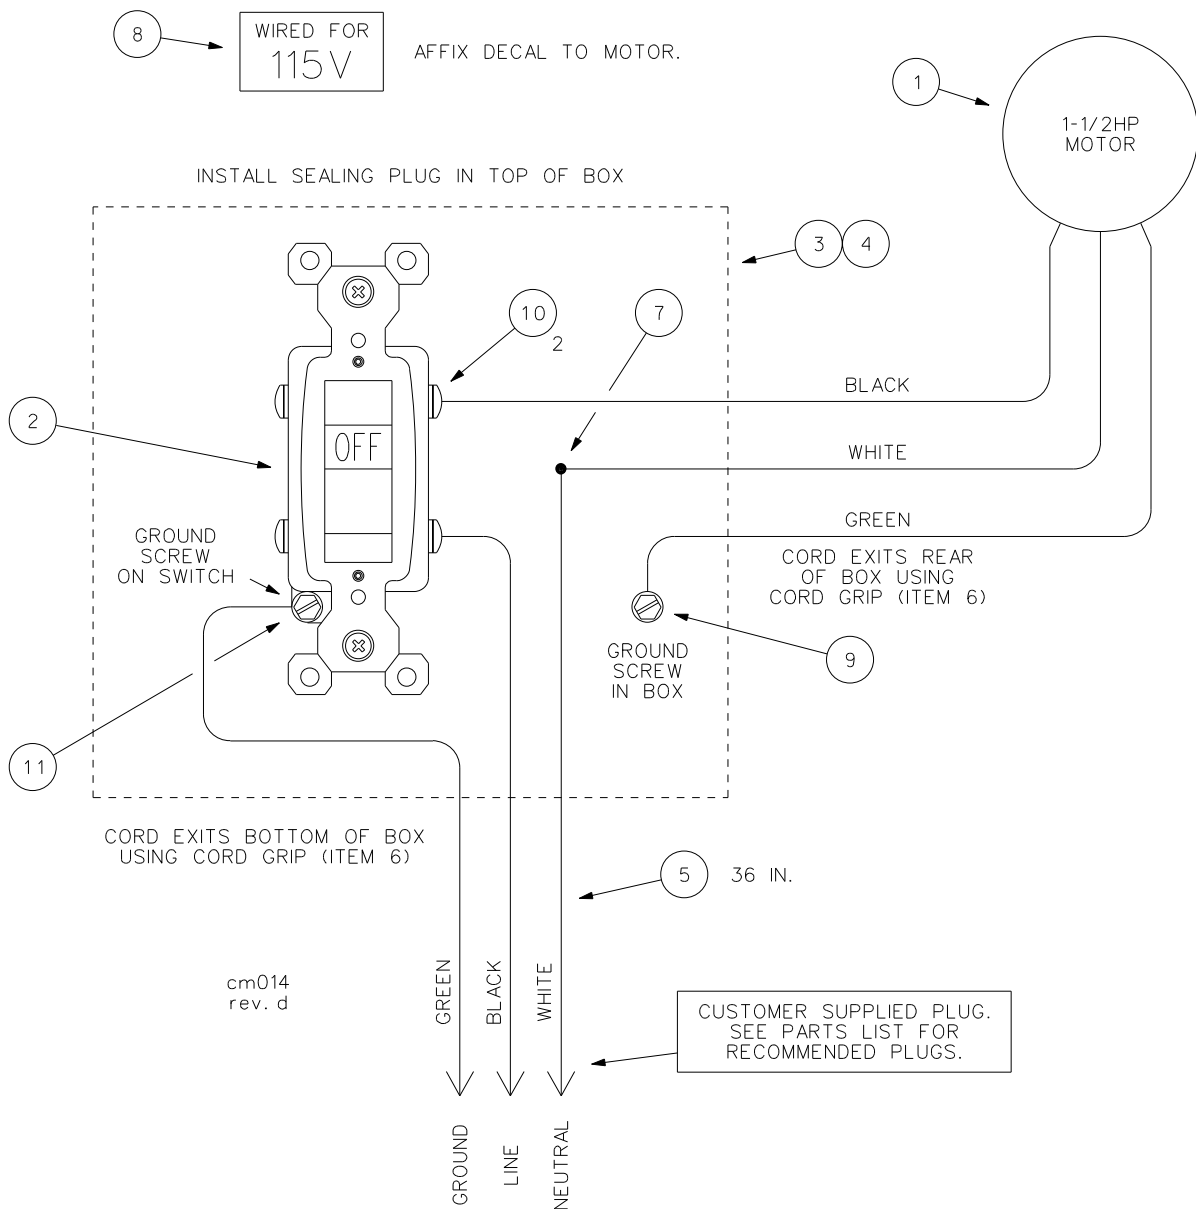 8
WIRED FOR
115V
AFFIX DECAL TO MOTOR.
1
1-1/2HP
MOTOR
INSTALL SEALING PLUG IN TOP OF BOX
3
4
10
2
7
BLACK
2
OFF
WHITE
GREEN
GROUND
SCREW
ON SWITCH
CORD EXITS REAR
OF BOX USING
CORD GRIP (ITEM 6)
GROUND
SCREW
IN BOX
9
11
CORD EXITS BOTTOM OF BOX
USING CORD GRIP (ITEM 6)
5
36 IN.
cm014
rev. d
GREEN
BLACK
WHITE
CUSTOMER SUPPLIED PLUG.
SEE PARTS LIST FOR
RECOMMENDED PLUGS.
GROUND
LINE
NEUTRAL